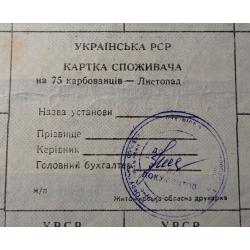 УКРАЇНСЬКА РСР
КАРТКА СПОЖИВАЧА
на 75 карбованців — Листопад
Назва установи
Прізвище
Керівник
Головний бухгалтер
ДОКУМЕНТОВ
м/п
Житомирська обласна друкарня
УРСР
УРСР